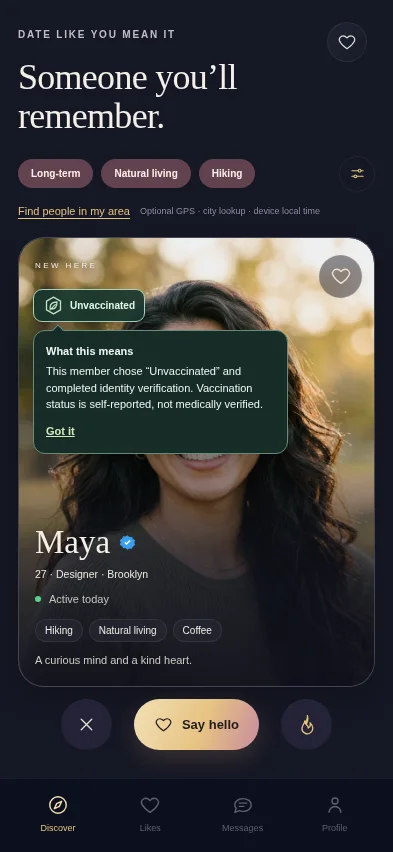 DATE LIKE YOU MEAN IT
Someone you’ll
remember.
Long-term
Natural living
Hiking
Find people in my area
Optional GPS · city lookup · device local time
NEW HERE
Unvaccinated
What this means
This member chose “Unvaccinated” and
completed identity verification. Vaccination
status is self-reported, not medically verified.
Got it
Maya
27 · Designer · Brooklyn
Active today
Hiking
Natural living
Coffee
A curious mind and a kind heart.
Say hello
Discover
Likes
Messages
Profile